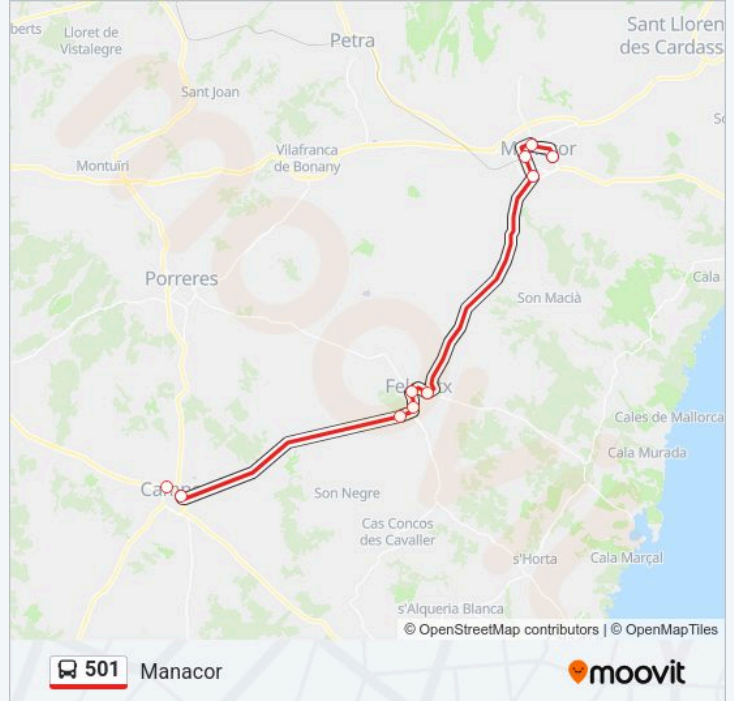 berts
Lloret de
Vistalegre
Petra
Sant Lloren
des Cardass
Sant Joan
Vilafranca
de Bonany
Montuïri
Porreres
Son Macià
Cala
Cales de Mallorca
Cala Murada
Son Negre
Cas Concos
des Cavaller
s'Horta
Cala Marçal
s'Alqueria Blanca
© OpenStreetMap contributors | © OpenMapTiles
501 Manacor
moovit